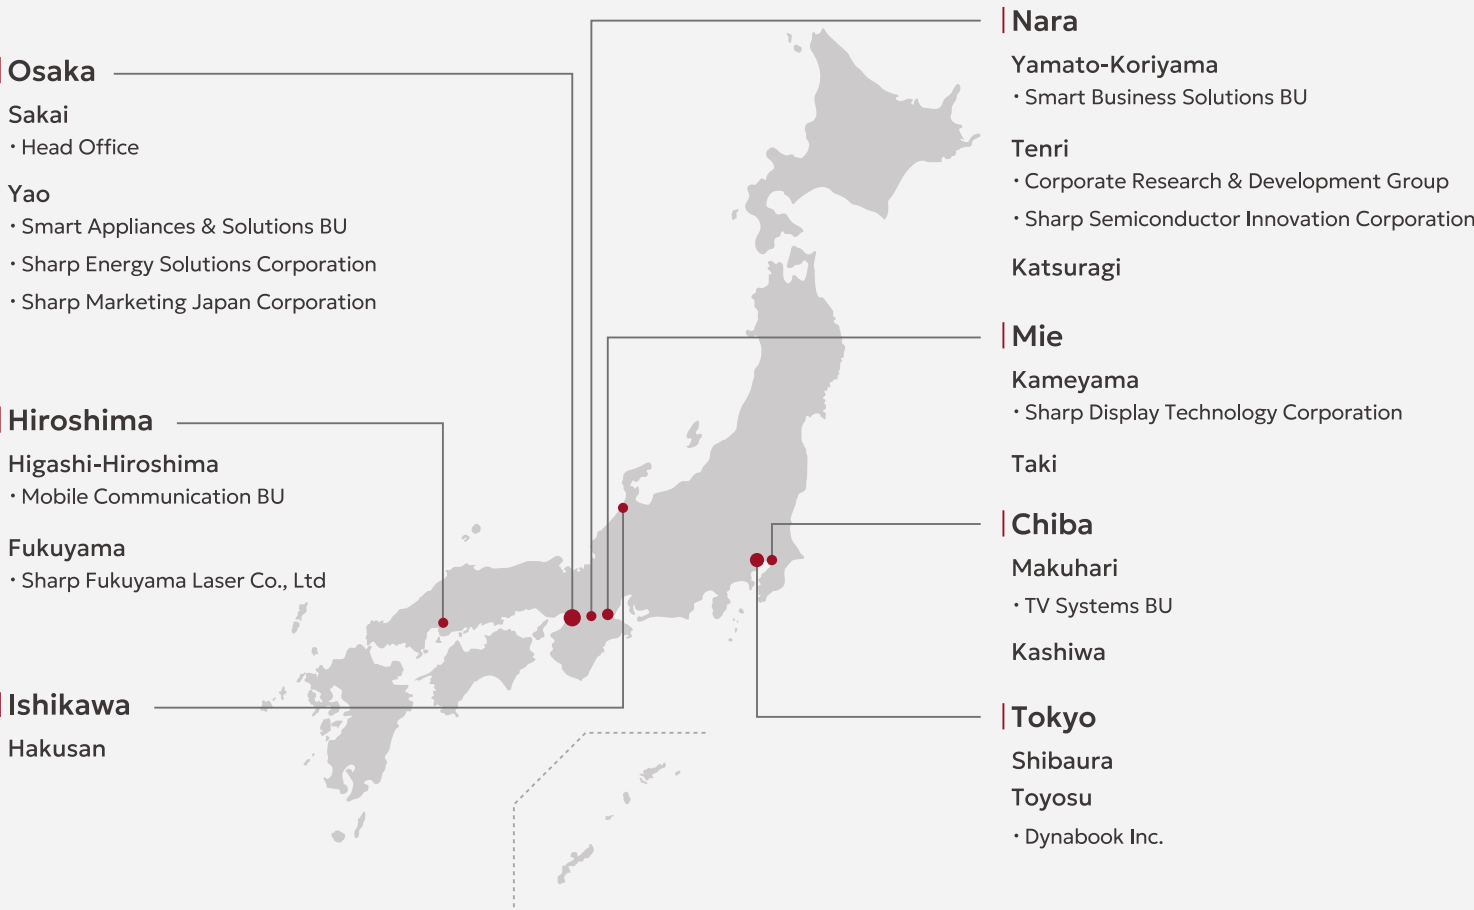 Osaka
Sakai
・Head Office
Yao
・Smart Appliances & Solutions BU
・Sharp Energy Solutions Corporation
・Sharp Marketing Japan Corporation
Hiroshima
Higashi-Hiroshima
・Mobile Communication BU
Fukuyama
・Sharp Fukuyama Laser Co., Ltd
Ishikawa
Hakusan
Nara
Yamato-Koriyama
・Smart Business Solutions BU
Tenri
・Corporate Research & Development Group
・Sharp Semiconductor Innovation Corporation
Katsuragi
Mie
Kameyama
・Sharp Display Technology Corporation
Taki
Chiba
Makuhari
・TV Systems BU
Kashiwa
Tokyo
Shibaura
Toyosu
・Dynabook Inc.